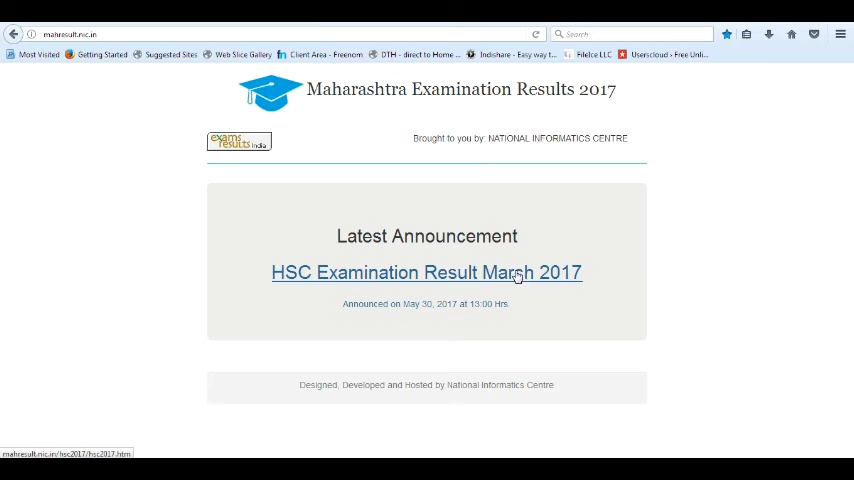 mahresult.nic.in
Search
Most Visited Getting Started Suggested Sites Web Slice Gallery Client Area - Freenom DTH - direct to Home ... Indishare - Easy way t... FileIce LLC Userscloud - Free Unli...
Maharashtra Examination Results 2017
exams results India
Brought to you by: NATIONAL INFORMATICS CENTRE
Latest Announcement
HSC Examination Result March 2017
Announced on May 30, 2017 at 13:00 Hrs.
Designed, Developed and Hosted by National Informatics Centre
mahresult.nic.in/hsc2017/hsc2017.htm